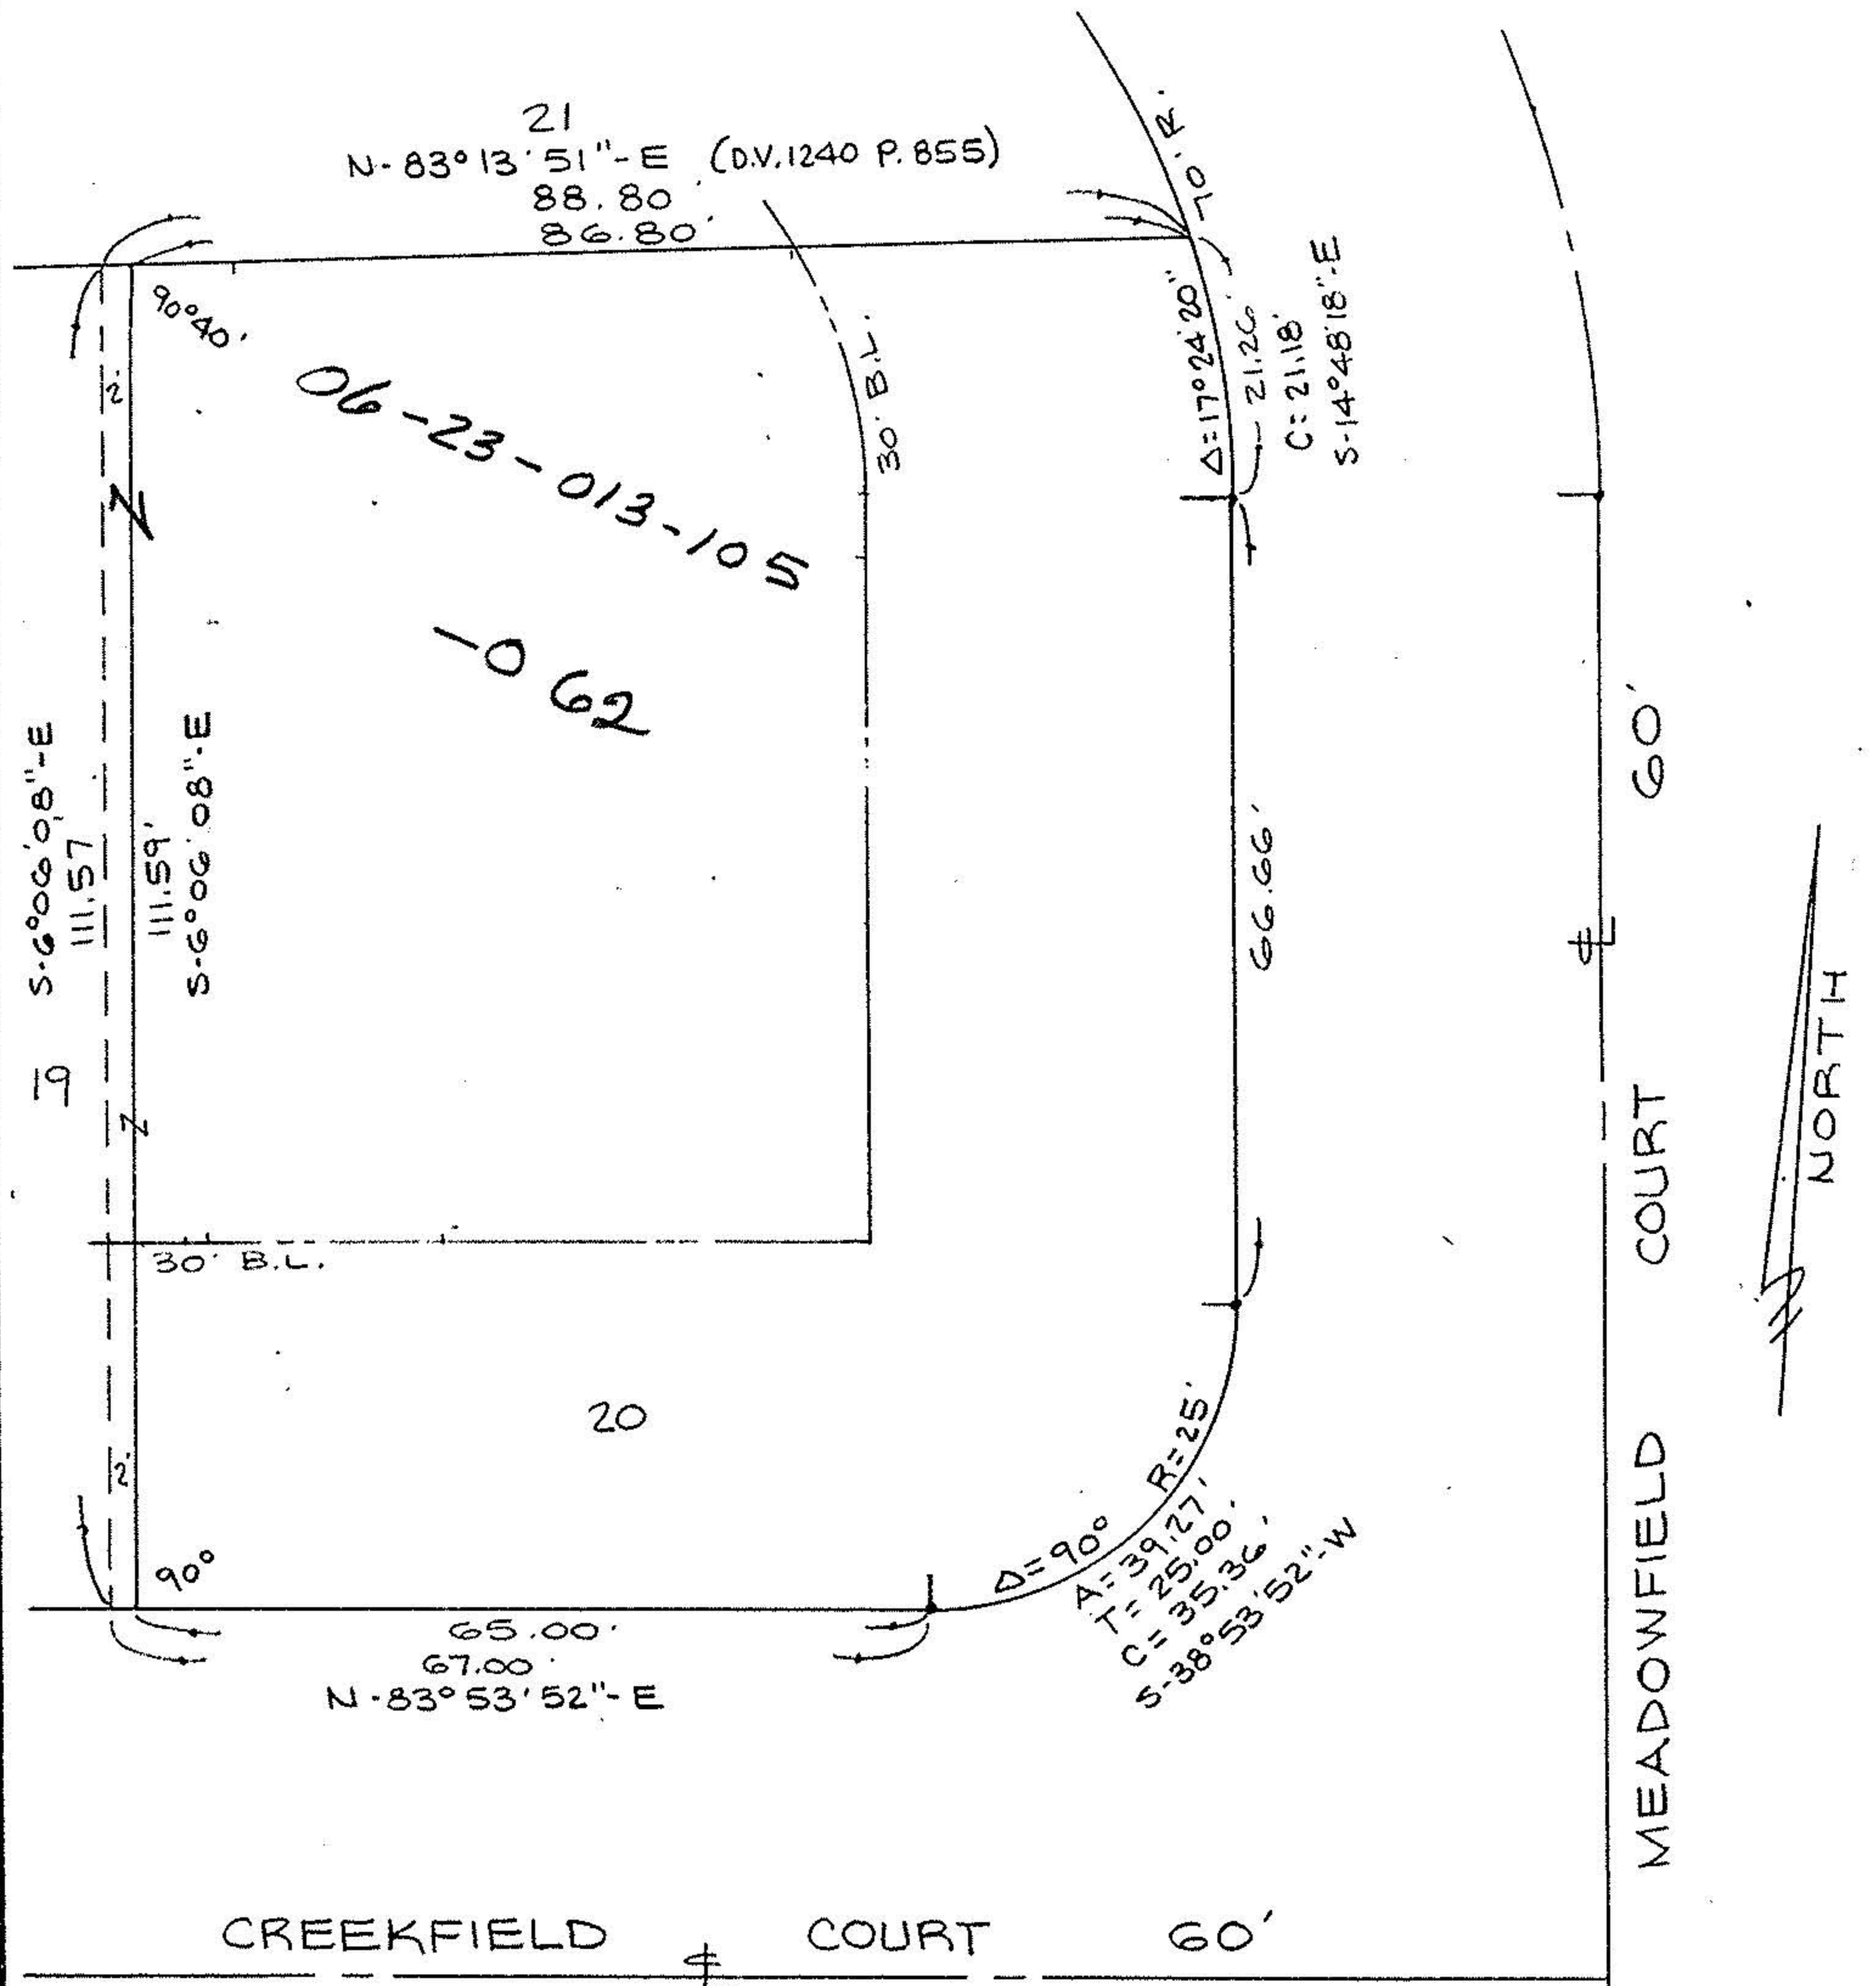 21
N-83°13'51"-E (D.V. 1240 P. 855)
88.80'
86.80'
70' R.
90°40'
2'
N
06-23-013-105
-062
30' B.L.
Δ=17°24'20"
21.26'
C=21.18'
S-14°48'18"-E
S-6°06'08"-E
111.57
111.59'
S-6°06'08"-E
19
66.66'
60'
℄
COURT
MEADOWFIELD
NORTH
Z
30' B.L.
20
2'
90°
R=25'
Δ=90°
A=39.27'
T=25.00'
C=35.36'
S-38°53'52"-W
65.00'
67.00'
N-83°53'52"-E
CREEKFIELD ℄ COURT 60'